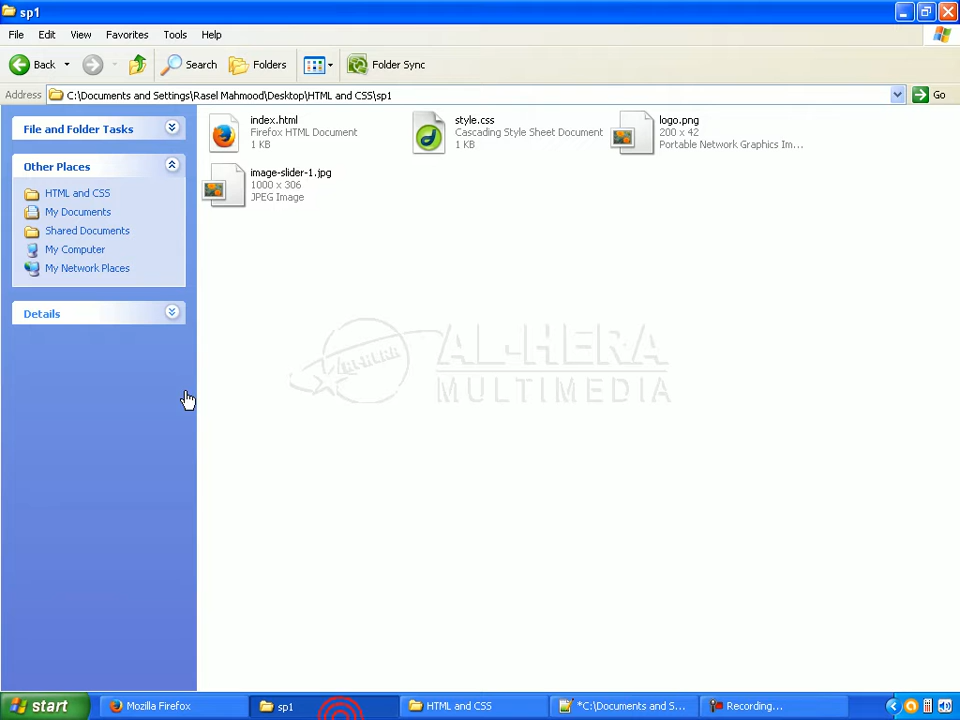 sp1
File Edit View Favorites Tools Help
Back Search Folders Folder Sync
Address C:\Documents and Settings\Rasel Mahmood\Desktop\HTML and CSS\sp1 Go
File and Folder Tasks
Other Places
HTML and CSS
My Documents
Shared Documents
My Computer
My Network Places
Details
index.html
Firefox HTML Document
1 KB
style.css
Cascading Style Sheet Document
1 KB
logo.png
200 x 42
Portable Network Graphics Im...
image-slider-1.jpg
1000 x 306
JPEG Image
AL-HERA
AL-HERA
MULTIMEDIA
start Mozilla Firefox sp1 HTML and CSS *C:\Documents and S... Recording...